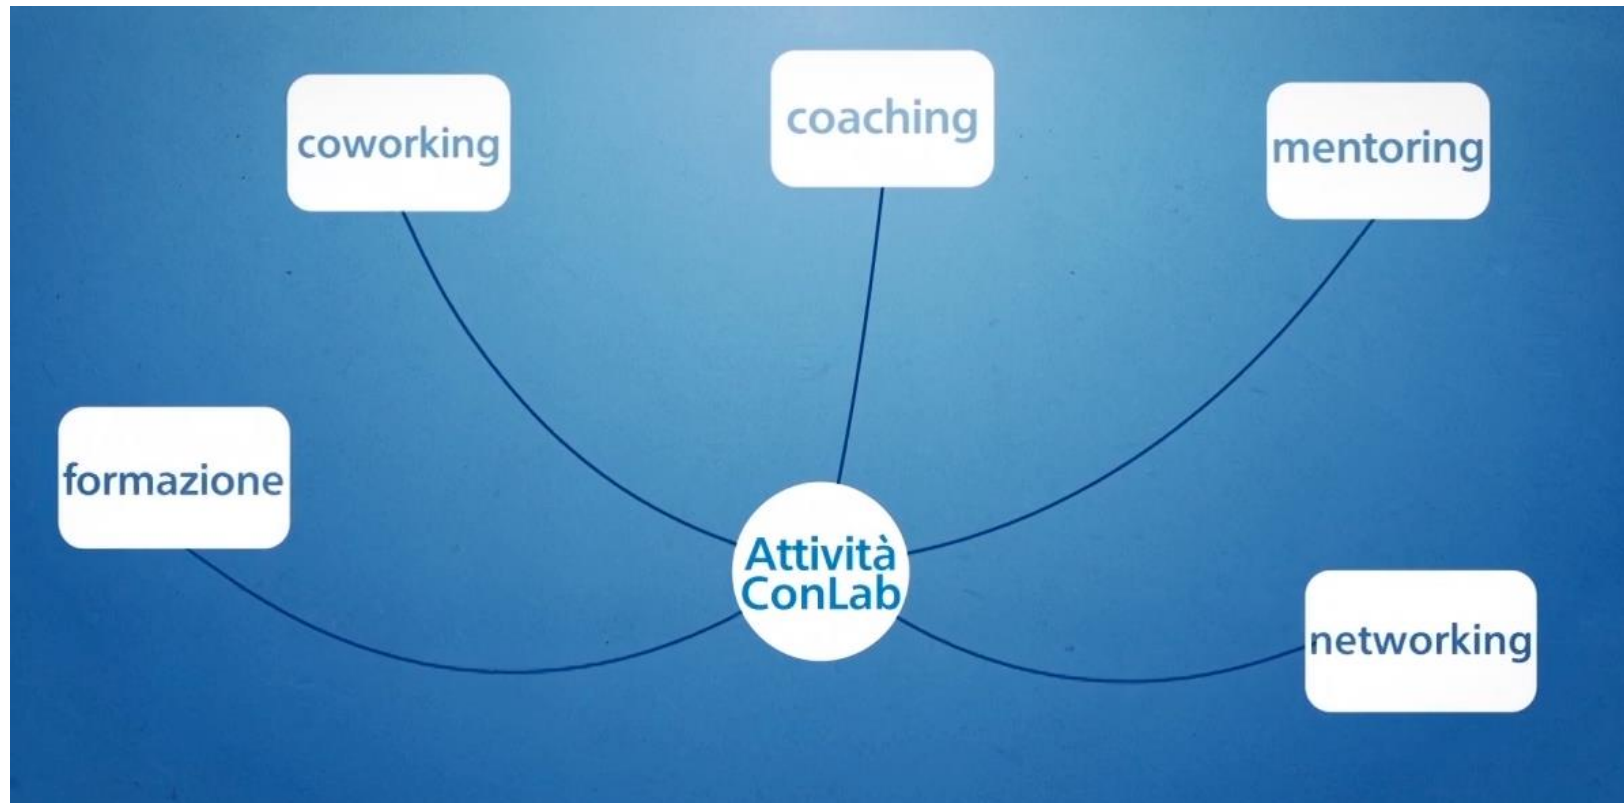 coworking
coaching
mentoring
formazione
Attività
ConLab
networking